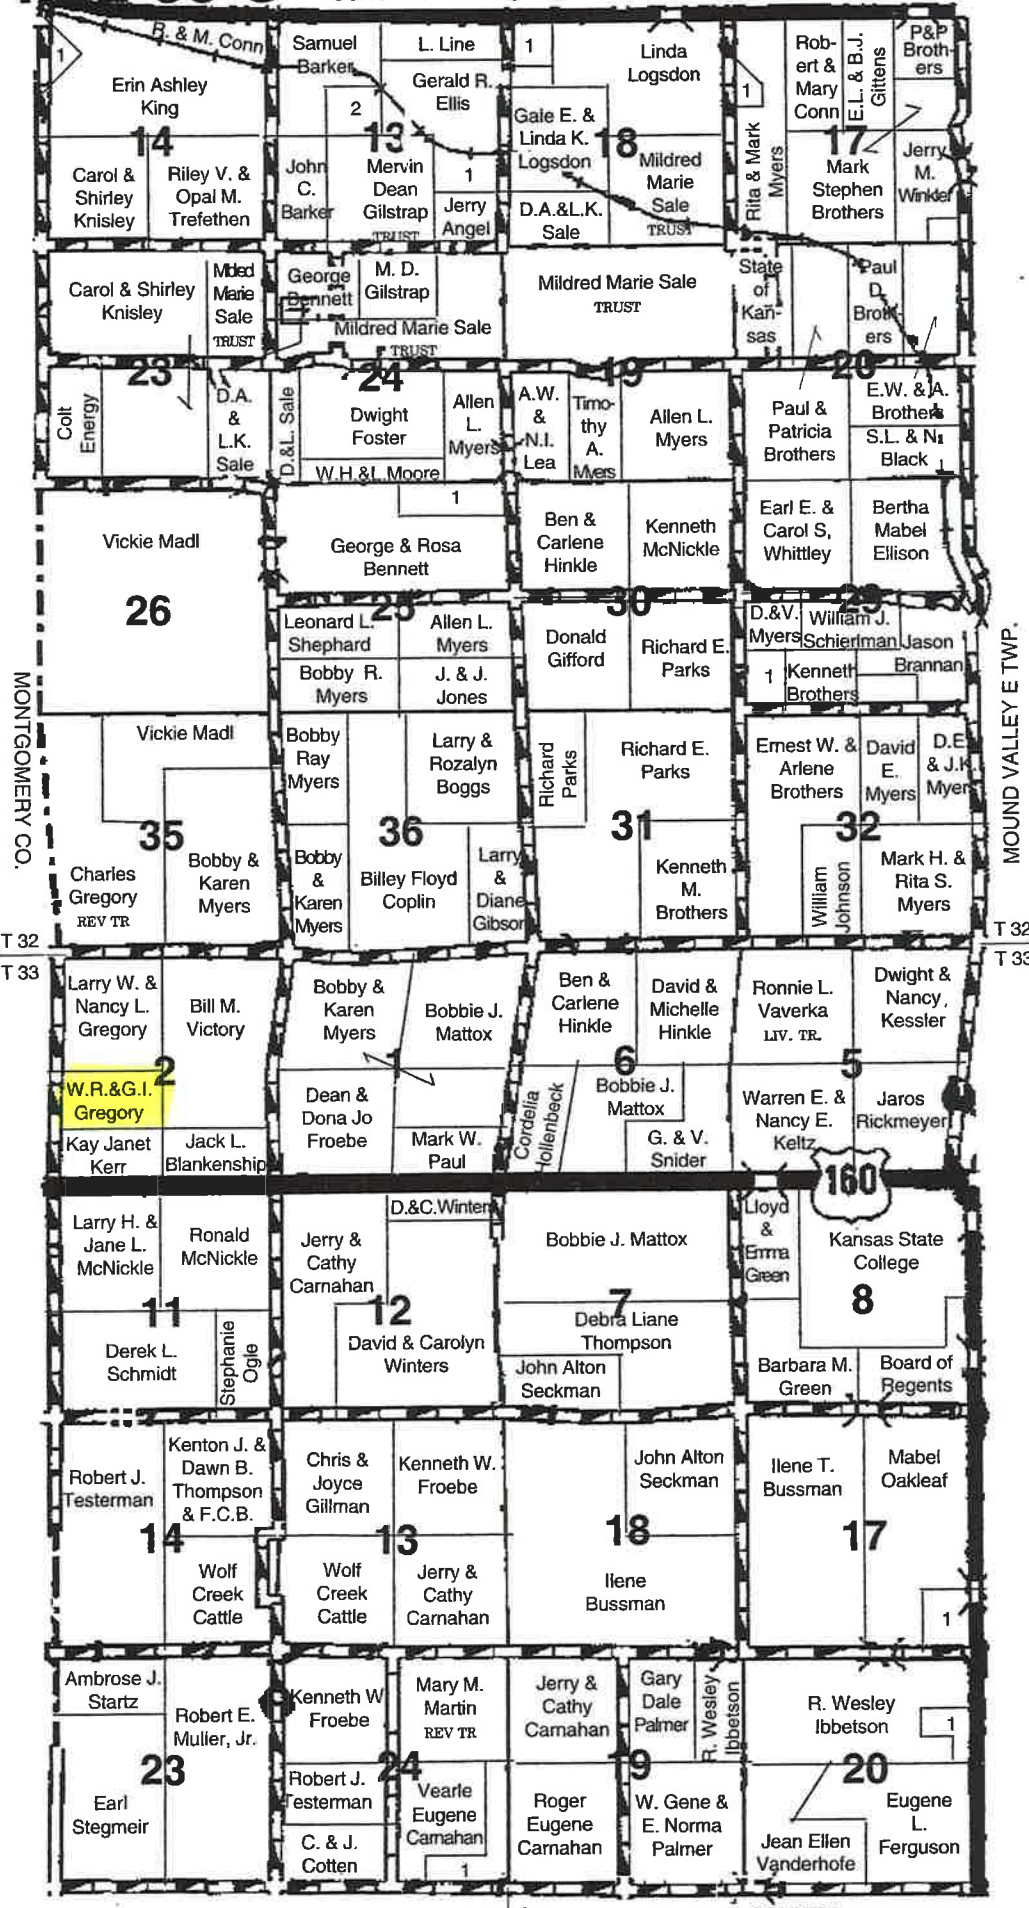 B. & M. Conn
1
Erin Ashley
King
14
Carol &
Shirley
Knisley
Riley V. &
Opal M.
Trefethen
Samuel
Barker
L. Line
Gerald R.
Ellis
2
13
John
C.
Barker
Mervin
Dean
Gilstrap
TRUST
1
Jerry
Angel
1
Linda
Logsdon
Gale E. &
Linda K.
Logsdon
18
Mildred
Marie
Sale
TRUST
D.A.&L.K.
Sale
1
Rita & Mark
Myers
Rob-
ert &
Mary
Conn
E.L. & B.J.
Gittens
P&P
Broth-
ers
17
Mark
Stephen
Brothers
Jerry
M.
Winkler
Carol & Shirley
Knisley
Mldred
Marie
Sale
TRUST
23
Colt
Energy
D.A.
&
L.K.
Sale
George
Bennett
M. D.
Gilstrap
Mildred Marie Sale
TRUST
24
D.&L. Sale
Dwight
Foster
W.H.&L.Moore
Allen
L.
Myers
Mildred Marie Sale
TRUST
19
A.W.
&
N.I.
Lea
Timo-
thy
A.
Myers
Allen L.
Myers
State
of
Kan-
sas
Paul
D.
Broth-
ers
20
Paul &
Patricia
Brothers
E.W. & A.
Brothers
S.L. & N.
Black
Vickie Madl
26
1
George & Rosa
Bennett
25
Leonard L.
Shephard
Allen L.
Myers
Bobby R.
Myers
J. & J.
Jones
Ben &
Carlene
Hinkle
Kenneth
McNickle
30
Donald
Gifford
Richard E.
Parks
Earl E. &
Carol S,
Whittley
Bertha
Mabel
Ellison
29
D.&V.
Myers
William J.
Schierlman
Jason
Brannan
1
Kenneth
Brothers
MONTGOMERY CO.
MOUND VALLEY E TWP.
Vickie Madl
35
Charles
Gregory
REV TR
Bobby &
Karen
Myers
Bobby
Ray
Myers
Larry &
Rozalyn
Boggs
36
Bobby
&
Karen
Myers
Billey Floyd
Coplin
Larry
&
Diane
Gibson
Richard
Parks
Richard E.
Parks
31
Kenneth
M.
Brothers
Ernest W. &
Arlene
Brothers
David
E.
Myers
D.E.
& J.K.
Myer
32
William
Johnson
Mark H. &
Rita S.
Myers
T 32
T 33
T 32
T 33
Larry W. &
Nancy L.
Gregory
Bill M.
Victory
2
W.R.&G.I.
Gregory
Kay Janet
Kerr
Jack L.
Blankenship
Bobby &
Karen
Myers
Bobbie J.
Mattox
1
Dean &
Dona Jo
Froebe
Mark W.
Paul
Ben &
Carlene
Hinkle
David &
Michelle
Hinkle
6
Cordelia
Hollenbeck
Bobbie J.
Mattox
G. & V.
Snider
Ronnie L.
Vaverka
LIV. TR.
Dwight &
Nancy
Kessler
5
Warren E. &
Nancy E.
Keltz
Jaros
Rickmeyer
160
Larry H. &
Jane L.
McNickle
Ronald
McNickle
11
Derek L.
Schmidt
Stephanie
Ogle
D.&C.Winters
Jerry &
Cathy
Carnahan
12
David & Carolyn
Winters
Bobbie J. Mattox
7
Debra Liane
Thompson
John Alton
Seckman
Lloyd
&
Emma
Green
Kansas State
College
8
Barbara M.
Green
Board of
Regents
Robert J.
Testerman
Kenton J. &
Dawn B.
Thompson
& F.C.B.
14
Wolf
Creek
Cattle
Chris &
Joyce
Gillman
Kenneth W.
Froebe
13
Wolf
Creek
Cattle
Jerry &
Cathy
Carnahan
John Alton
Seckman
18
Ilene
Bussman
Ilene T.
Bussman
Mabel
Oakleaf
17
1
Ambrose J.
Startz
Robert E.
Muller, Jr.
23
Earl
Stegmeir
Kenneth W
Froebe
Mary M.
Martin
REV TR
24
Robert J.
Testerman
C. & J.
Cotten
Vearle
Eugene
Carnahan
1
Jerry &
Cathy
Carnahan
Gary
Dale
Palmer
R. Wesley
Ibbetson
19
Roger
Eugene
Carnahan
W. Gene &
E. Norma
Palmer
R. Wesley
Ibbetson
1
20
Jean Ellen
Vanderhofe
Eugene
L.
Ferguson